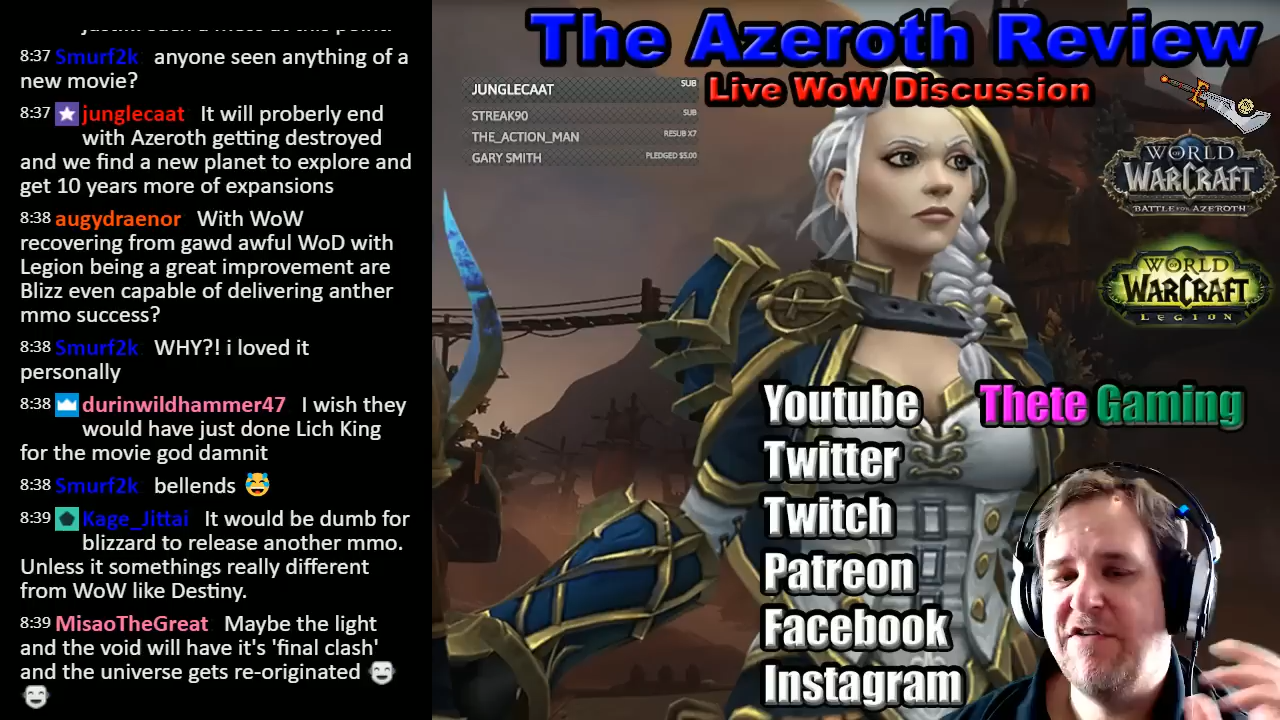 8:37 Smurf2k anyone seen anything of a
new movie?
8:37 junglecaat It will proberly end
with Azeroth getting destroyed
and we find a new planet to explore and
get 10 years more of expansions
8:38 augydraenor With WoW
recovering from gawd awful WoD with
Legion being a great improvement are
Blizz even capable of delivering anther
mmo success?
8:38 Smurf2k WHY?! i loved it
personally
8:38 durinwildhammer47 I wish they
would have just done Lich King
for the movie god damnit
8:38 Smurf2k bellends
8:39 Kage_Jittai It would be dumb for
blizzard to release another mmo.
Unless it somethings really different
from WoW like Destiny.
8:39 MisaoTheGreat Maybe the light
and the void will have it's 'final clash'
and the universe gets re-originated
The Azeroth Review
Live WoW Discussion
JUNGLECAAT SUB
STREAK90 SUB
THE_ACTION_MAN RESUB X7
GARY SMITH PLEDGED $5.00
WORLD
WARCRAFT
BATTLE FOR AZEROTH
WORLD
WARCRAFT
LEGION
Youtube Thete Gaming
Twitter
Twitch
Patreon
Facebook
Instagram